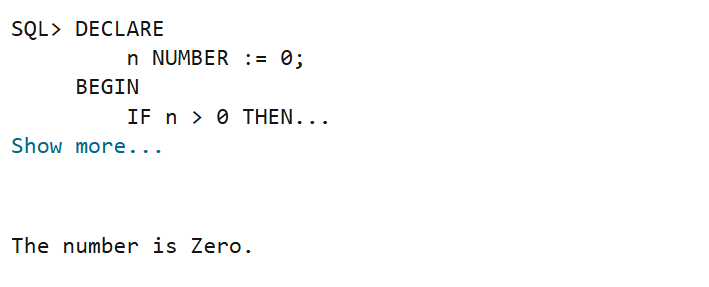 SQL> DECLARE
n NUMBER := 0;
BEGIN
IF n > 0 THEN...
Show more...
The number is Zero.